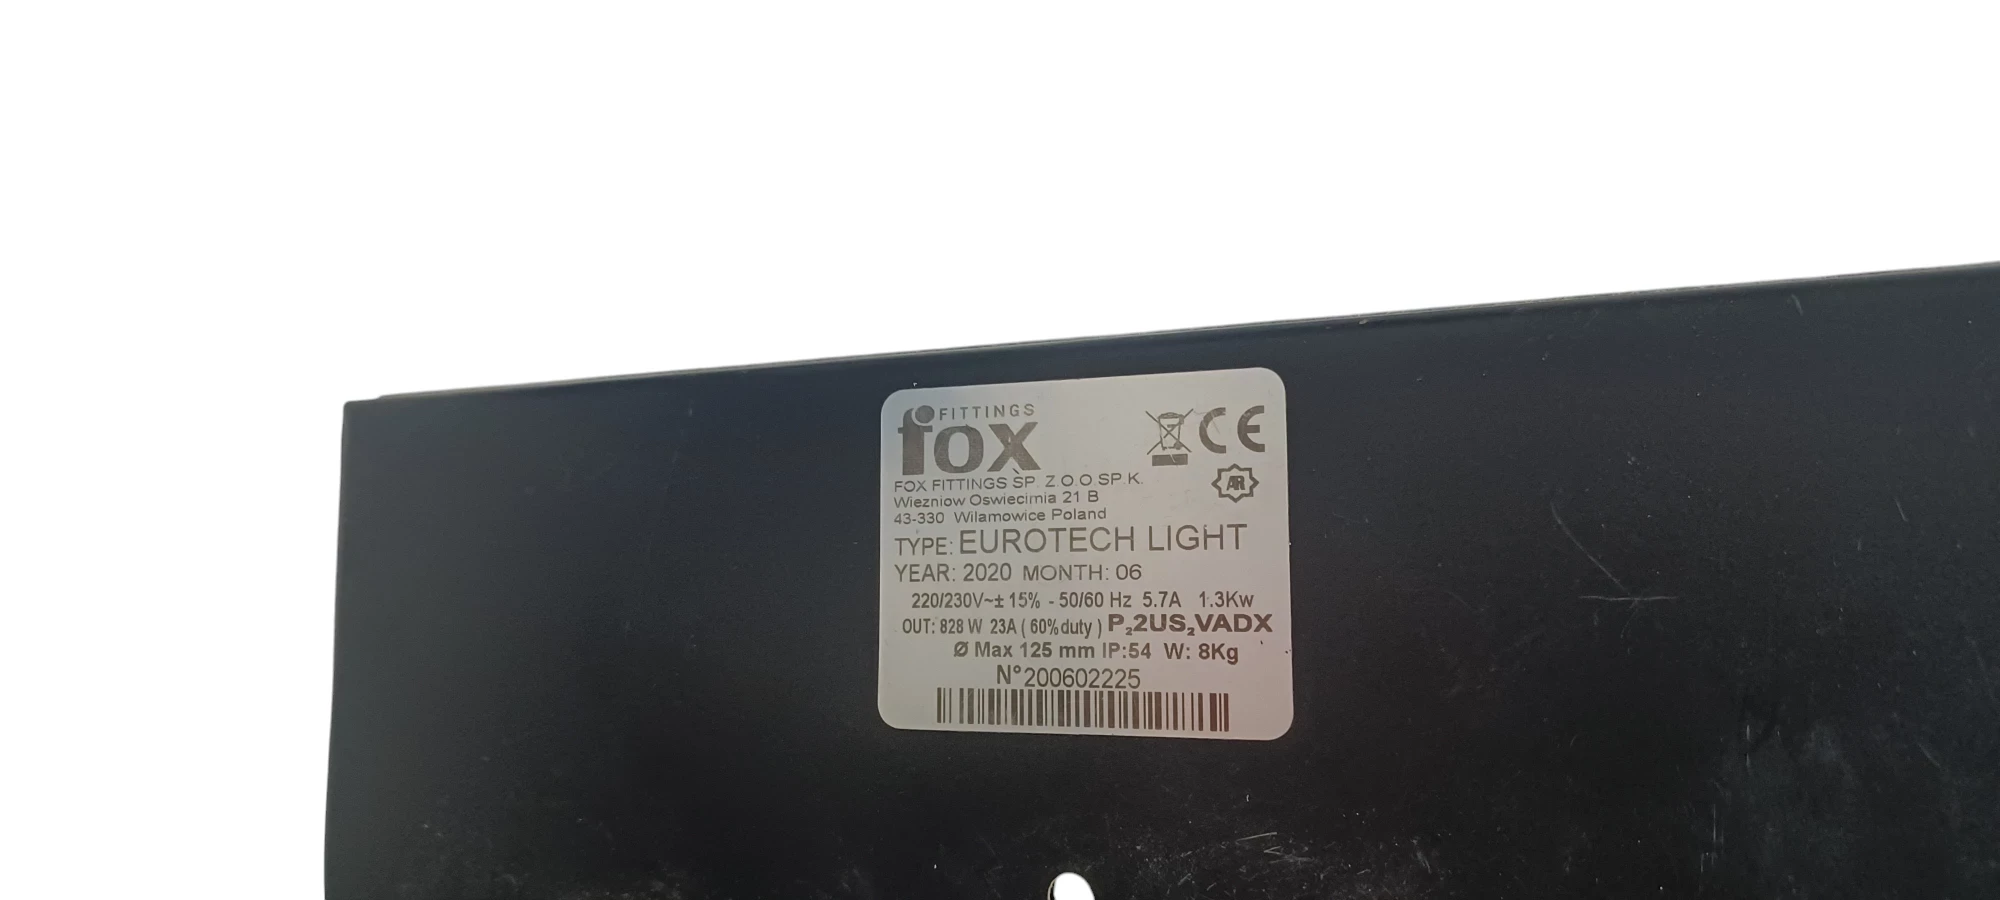 FITTINGS
fox
FOX FITTINGS SP. Z.O.O.SP.K.
Wiezniow Oswiecimia 21 B
43-330 Wilamowice Poland
CE
AR
TYPE: EUROTECH LIGHT
YEAR: 2020 MONTH: 06
220/230V~± 15% - 50/60 Hz 5.7A 1.3Kw
OUT: 828 W 23A ( 60% duty ) P₂2US₂VADX
Ø Max 125 mm IP:54 W: 8Kg
N°200602225